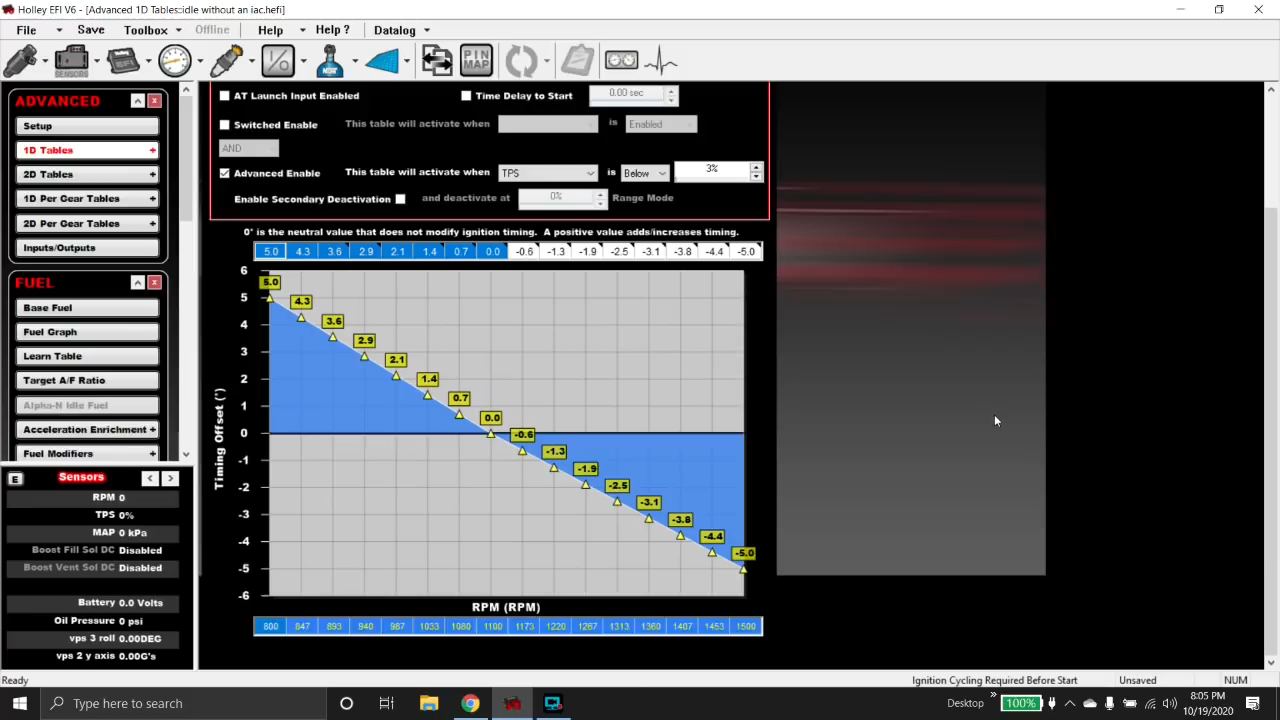 Holley EFI V6 - [Advanced 1D Tables::idle without an iac.hefi]
File Save Toolbox Offline Help Help ? Datalog
SENSORS I/O N2O PIN MAP
ADVANCED
Setup
1D Tables +
2D Tables +
1D Per Gear Tables +
2D Per Gear Tables +
Inputs/Outputs
FUEL
Base Fuel
Fuel Graph
Learn Table
Target A/F Ratio
Alpha-N Idle Fuel
Acceleration Enrichment +
Fuel Modifiers +
E Sensors < >
RPM 0
TPS 0%
MAP 0 kPa
Boost Fill Sol DC Disabled
Boost Vent Sol DC Disabled
Battery 0.0 Volts
Oil Pressure 0 psi
vps 3 roll 0.00DEG
vps 2 y axis 0.00G's
AT Launch Input Enabled Time Delay to Start 0.00 sec
Switched Enable This table will activate when is Enabled
AND
Advanced Enable This table will activate when TPS is Below 3%
Enable Secondary Deactivation and deactivate at 0% Range Mode
0° is the neutral value that does not modify ignition timing. A positive value adds/increases timing.
5.0 4.3 3.6 2.9 2.1 1.4 0.7 0.0 -0.6 -1.3 -1.9 -2.5 -3.1 -3.8 -4.4 -5.0
6
5
4
3
2
1
0
-1
-2
-3
-4
-5
-6
Timing Offset (°)
5.0
4.3
3.6
2.9
2.1
1.4
0.7
0.0
-0.6
-1.3
-1.9
-2.5
-3.1
-3.8
-4.4
-5.0
RPM (RPM)
800 847 893 940 987 1033 1080 1100 1173 1220 1267 1313 1360 1407 1453 1500
Ready Ignition Cycling Required Before Start Unsaved NUM
Type here to search Desktop 100% 8:05 PM
10/19/2020